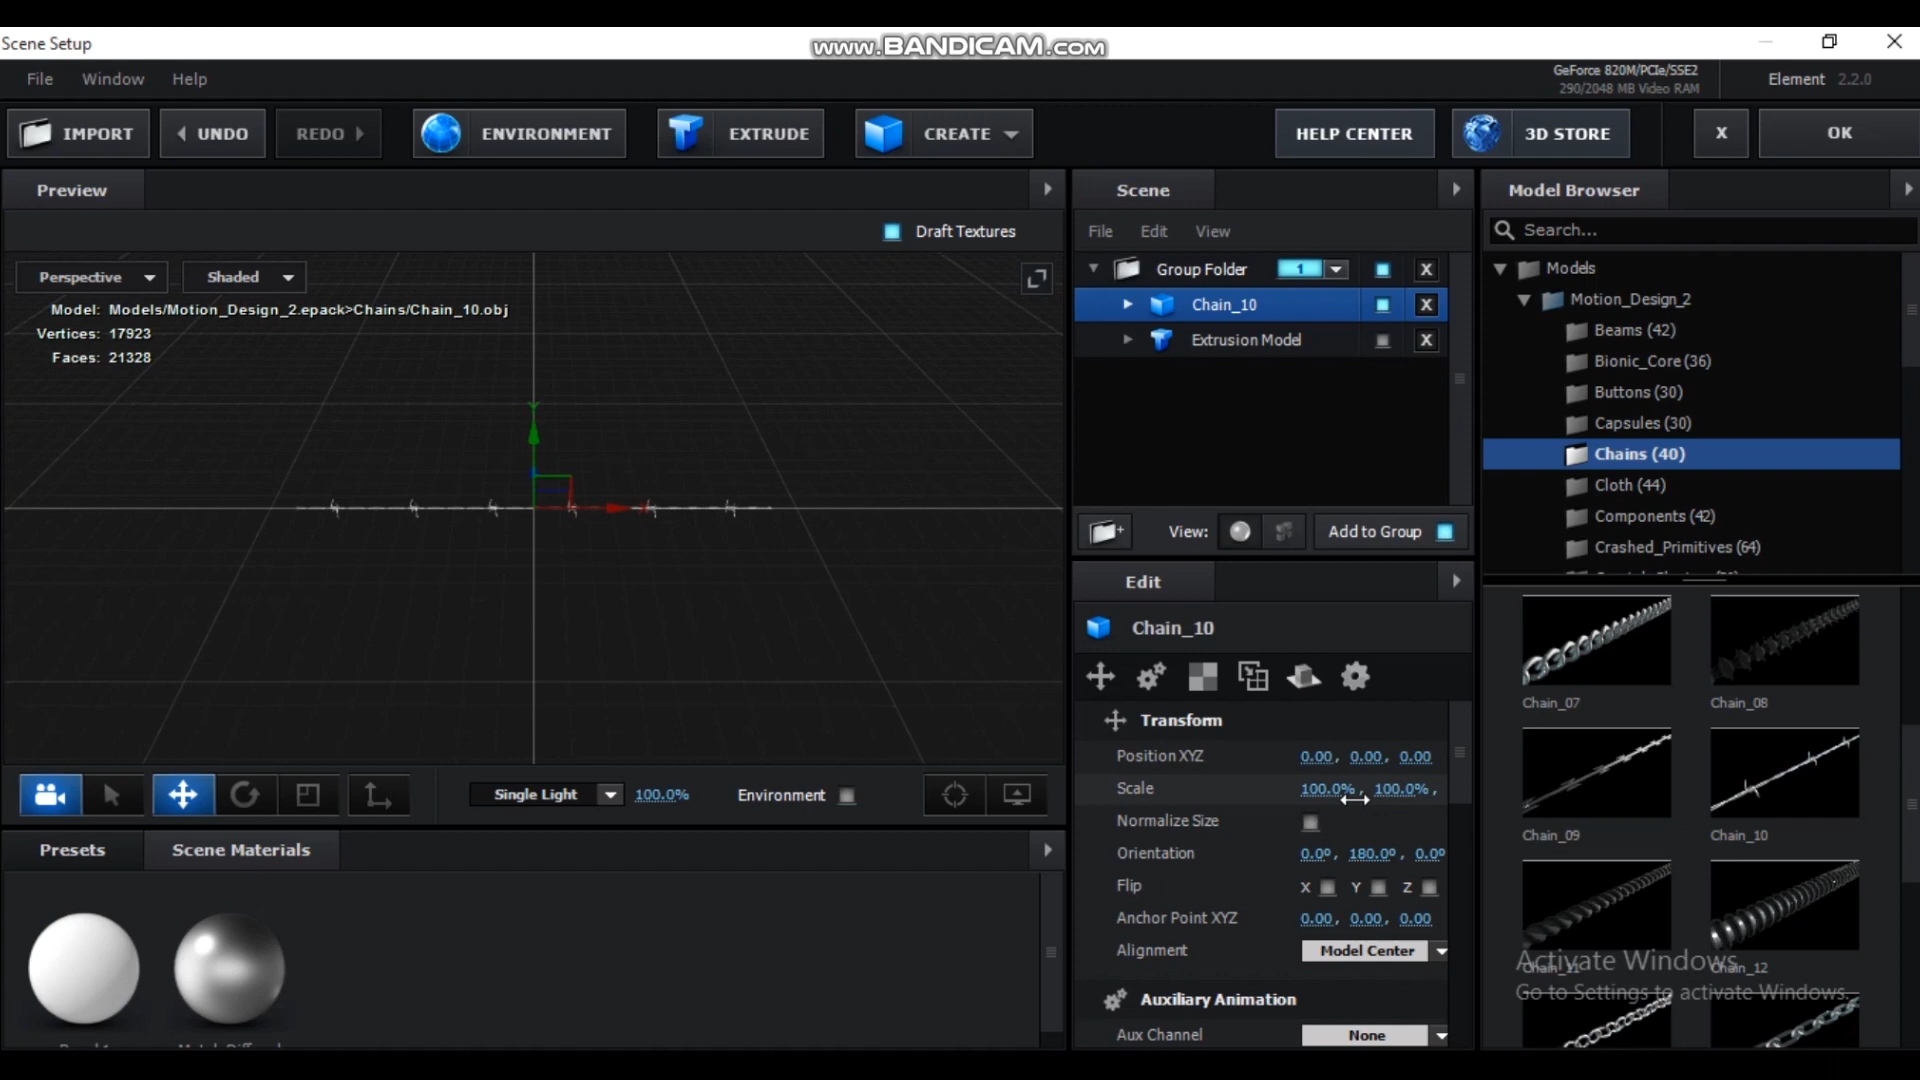 www.BANDICAM.com
Scene Setup
File Window Help
GeForce 820M/PCIe/SSE2
290/2048 MB Video RAM
Element 2.2.0
IMPORT UNDO REDO ENVIRONMENT EXTRUDE CREATE HELP CENTER 3D STORE X OK
Preview
Draft Textures
Perspective Shaded
Model: Models/Motion_Design_2.epack>Chains/Chain_10.obj
Vertices: 17923
Faces: 21328
Single Light 100.0% Environment
Presets Scene Materials
Scene
File Edit View
Group Folder 1 X
Chain_10 X
Extrusion Model X
View: Add to Group
Edit
Chain_10
Transform
Position XYZ 0.00, 0.00, 0.00
Scale 100.0%, 100.0%,
Normalize Size
Orientation 0.0º, 180.0º, 0.0º
Flip X Y Z
Anchor Point XYZ 0.00, 0.00, 0.00
Alignment Model Center
Auxiliary Animation
Aux Channel None
Model Browser
Search...
Models
Motion_Design_2
Beams (42)
Bionic_Core (36)
Buttons (30)
Capsules (30)
Chains (40)
Cloth (44)
Components (42)
Crashed_Primitives (64)
Chain_07 Chain_08
Chain_09 Chain_10
Chain_11 Chain_12
Activate Windows
Go to Settings to activate Windows.